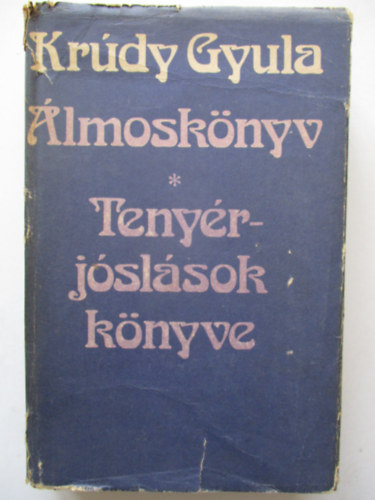 Krúdy Gyula
Álmoskönyv
*
Tenyér-
jóslások
könyve